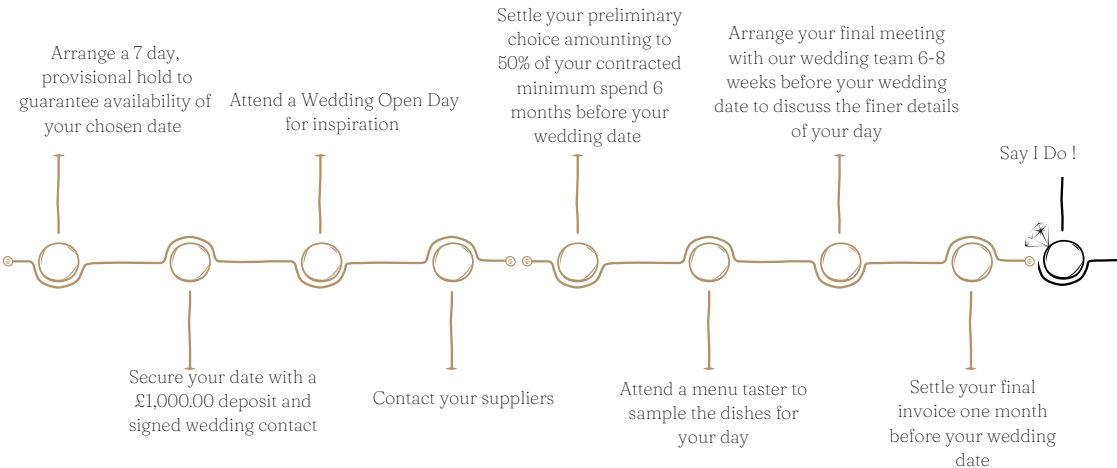 Arrange a 7 day,
provisional hold to
guarantee availability of
your chosen date
Secure your date with a
£1,000.00 deposit and
signed wedding contact
Attend a Wedding Open Day
for inspiration
Contact your suppliers
Settle your preliminary
choice amounting to
50% of your contracted
minimum spend 6
months before your
wedding date
Attend a menu taster to
sample the dishes for
your day
Arrange your final meeting
with our wedding team 6-8
weeks before your wedding
date to discuss the finer details
of your day
Settle your final
invoice one month
before your wedding
date
Say I Do !